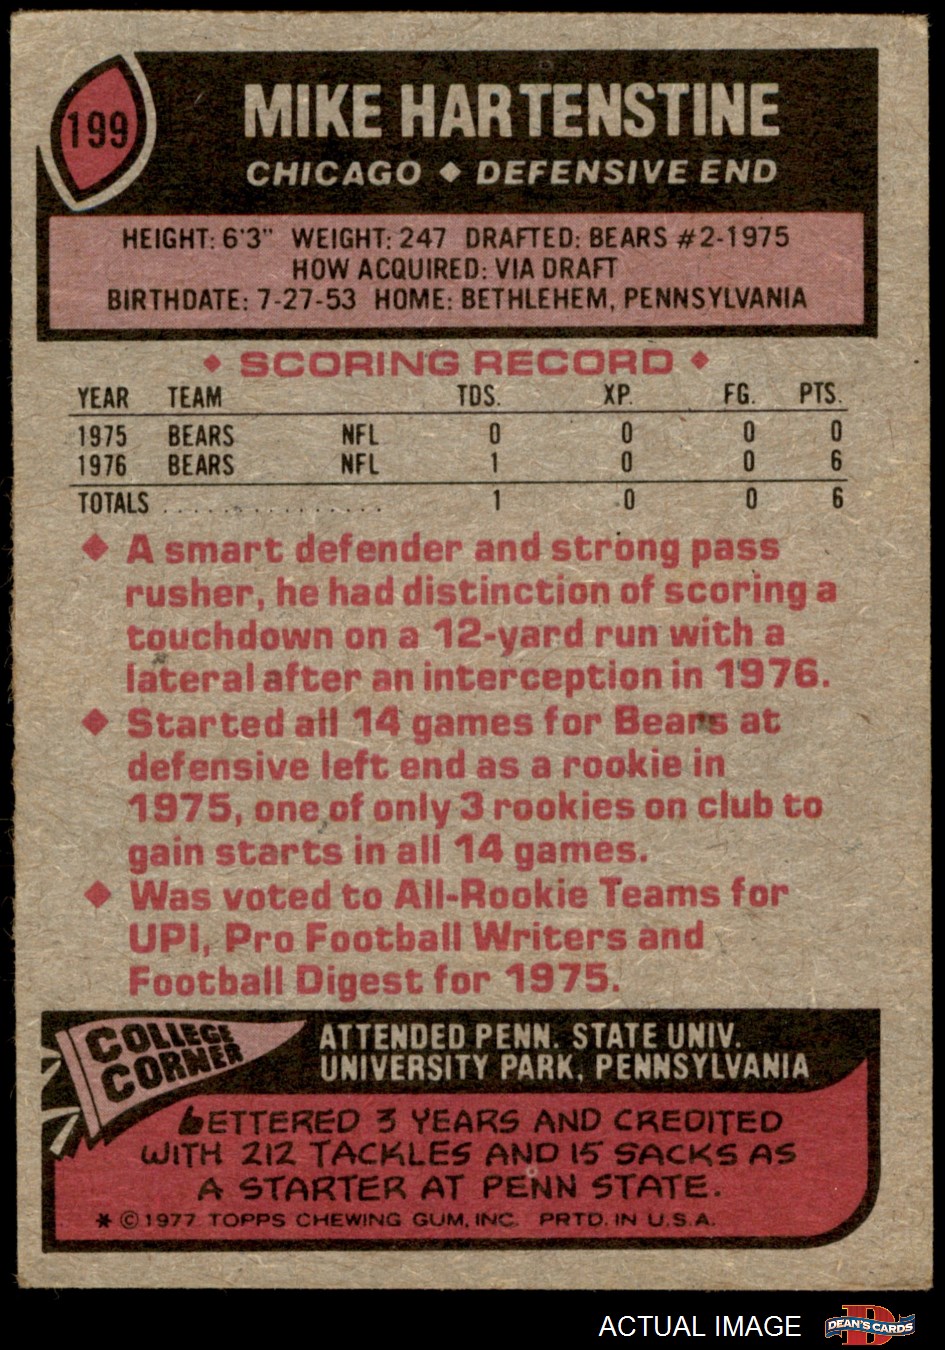 199
MIKE HARTENSTINE
CHICAGO ◆ DEFENSIVE END
HEIGHT: 6'3" WEIGHT: 247 DRAFTED: BEARS #2-1975
HOW ACQUIRED: VIA DRAFT
BIRTHDATE: 7-27-53 HOME: BETHLEHEM, PENNSYLVANIA
◆ SCORING RECORD ◆
YEAR TEAM TDS. XP. FG. PTS.
1975 BEARS NFL 0 0 0 0
1976 BEARS NFL 1 0 0 6
TOTALS . . . . . . . . . . . . . . . 1 0 0 6
◆ A smart defender and strong pass
rusher, he had distinction of scoring a
touchdown on a 12-yard run with a
lateral after an interception in 1976.
◆ Started all 14 games for Bears at
defensive left end as a rookie in
1975, one of only 3 rookies on club to
gain starts in all 14 games.
◆ Was voted to All-Rookie Teams for
UPI, Pro Football Writers and
Football Digest for 1975.
COLLEGE
CORNER
ATTENDED PENN. STATE UNIV.
UNIVERSITY PARK, PENNSYLVANIA
LETTERED 3 YEARS AND CREDITED
WITH 212 TACKLES AND 15 SACKS AS
A STARTER AT PENN STATE.
* © 1977 TOPPS CHEWING GUM, INC. PRTD. IN U.S.A.
ACTUAL IMAGE
D
DEAN'S CARDS